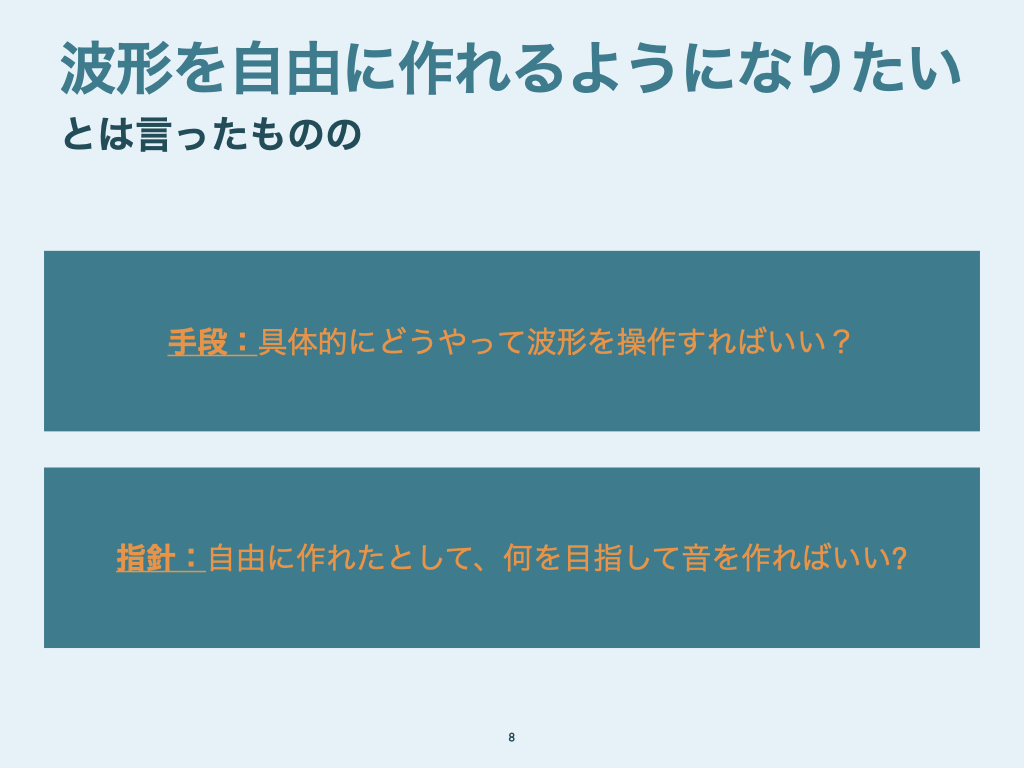 波形を自由に作れるようになりたい
とは言ったものの
手段：具体的にどうやって波形を操作すればいい？
指針：自由に作れたとして、何を目指して音を作ればいい?
8